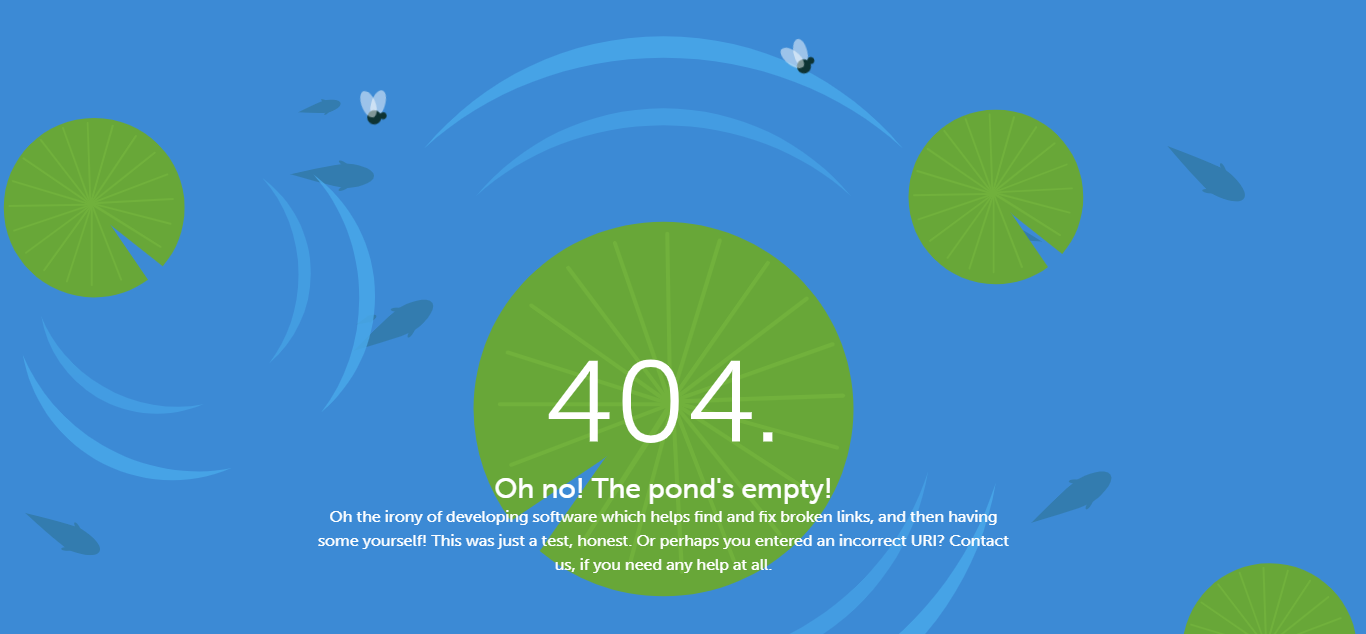 404.
Oh no! The pond's empty!
Oh the irony of developing software which helps find and fix broken links, and then having
some yourself! This was just a test, honest. Or perhaps you entered an incorrect URI? Contact
us, if you need any help at all.